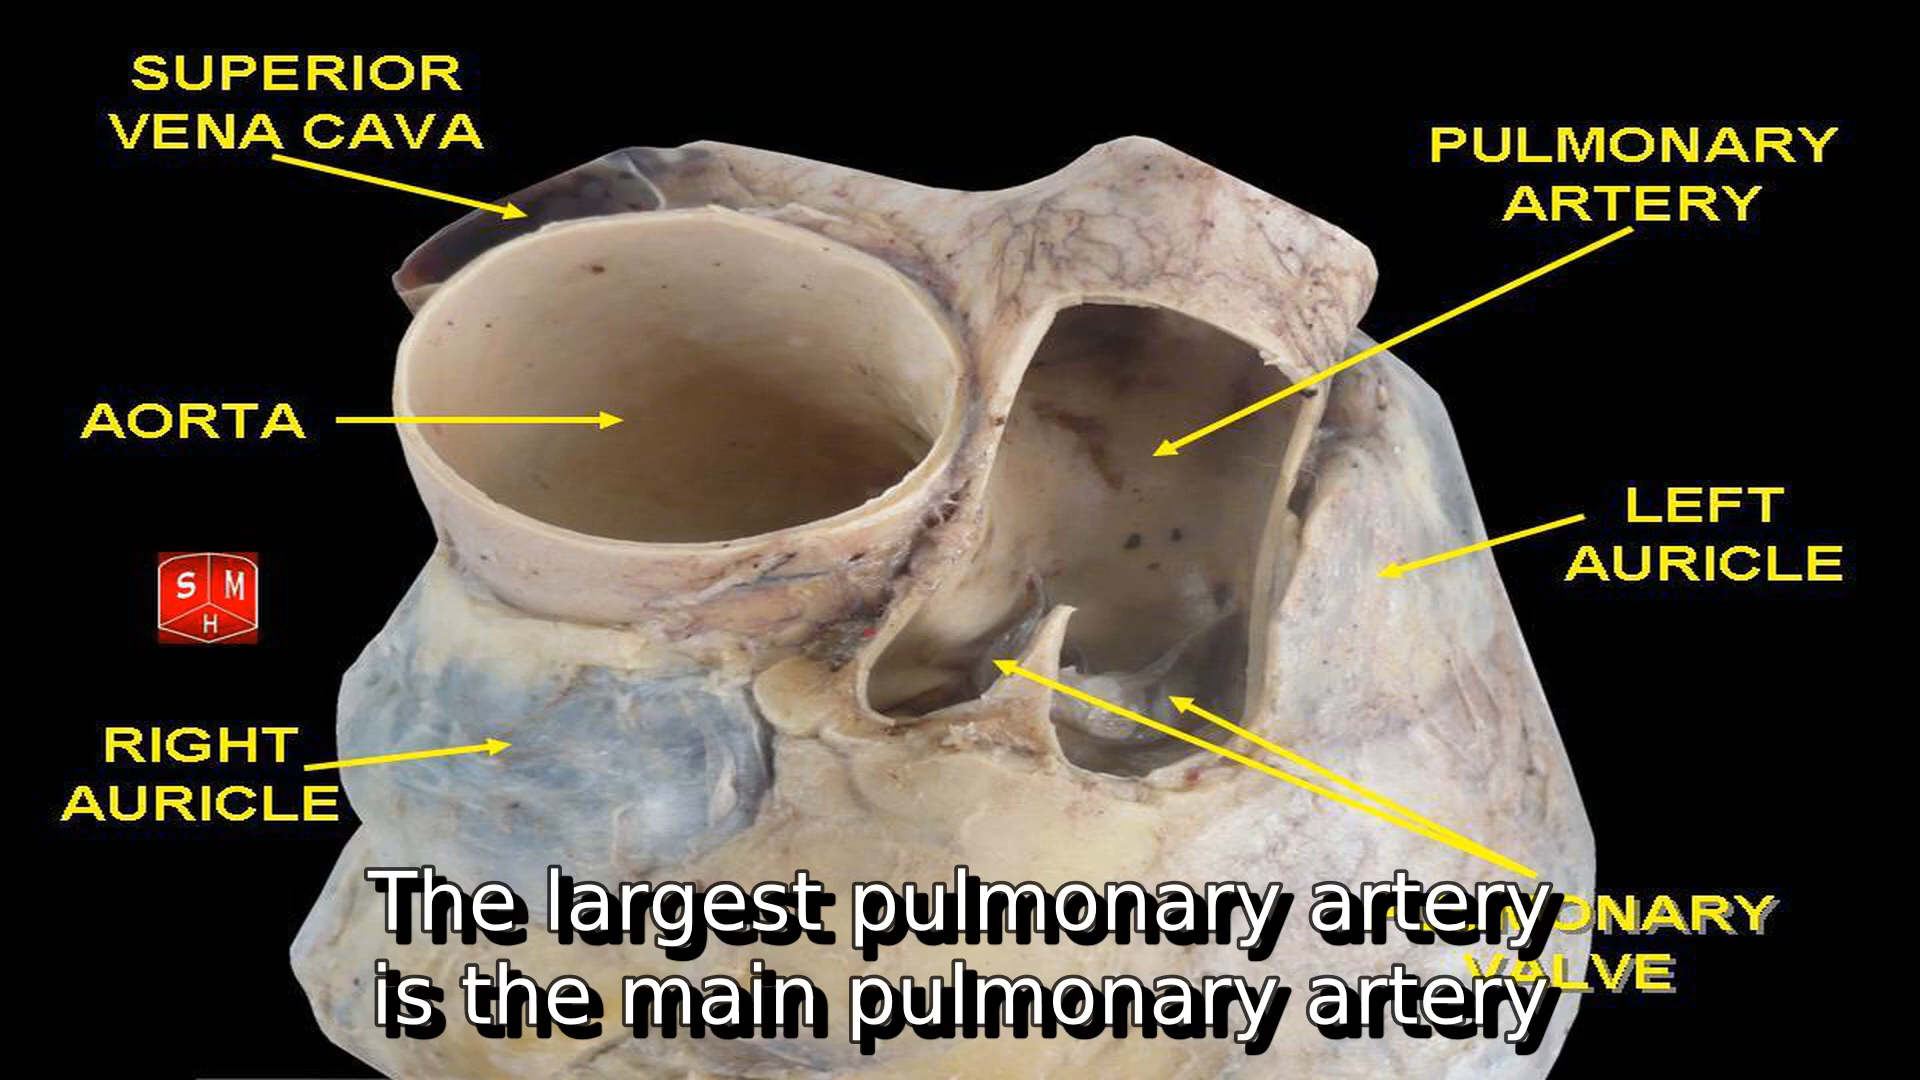 SUPERIOR
VENA CAVA
PULMONARY
ARTERY
AORTA
LEFT
AURICLE
S M
H
RIGHT
AURICLE
VALVE
The largest pulmonary artery
is the main pulmonary artery